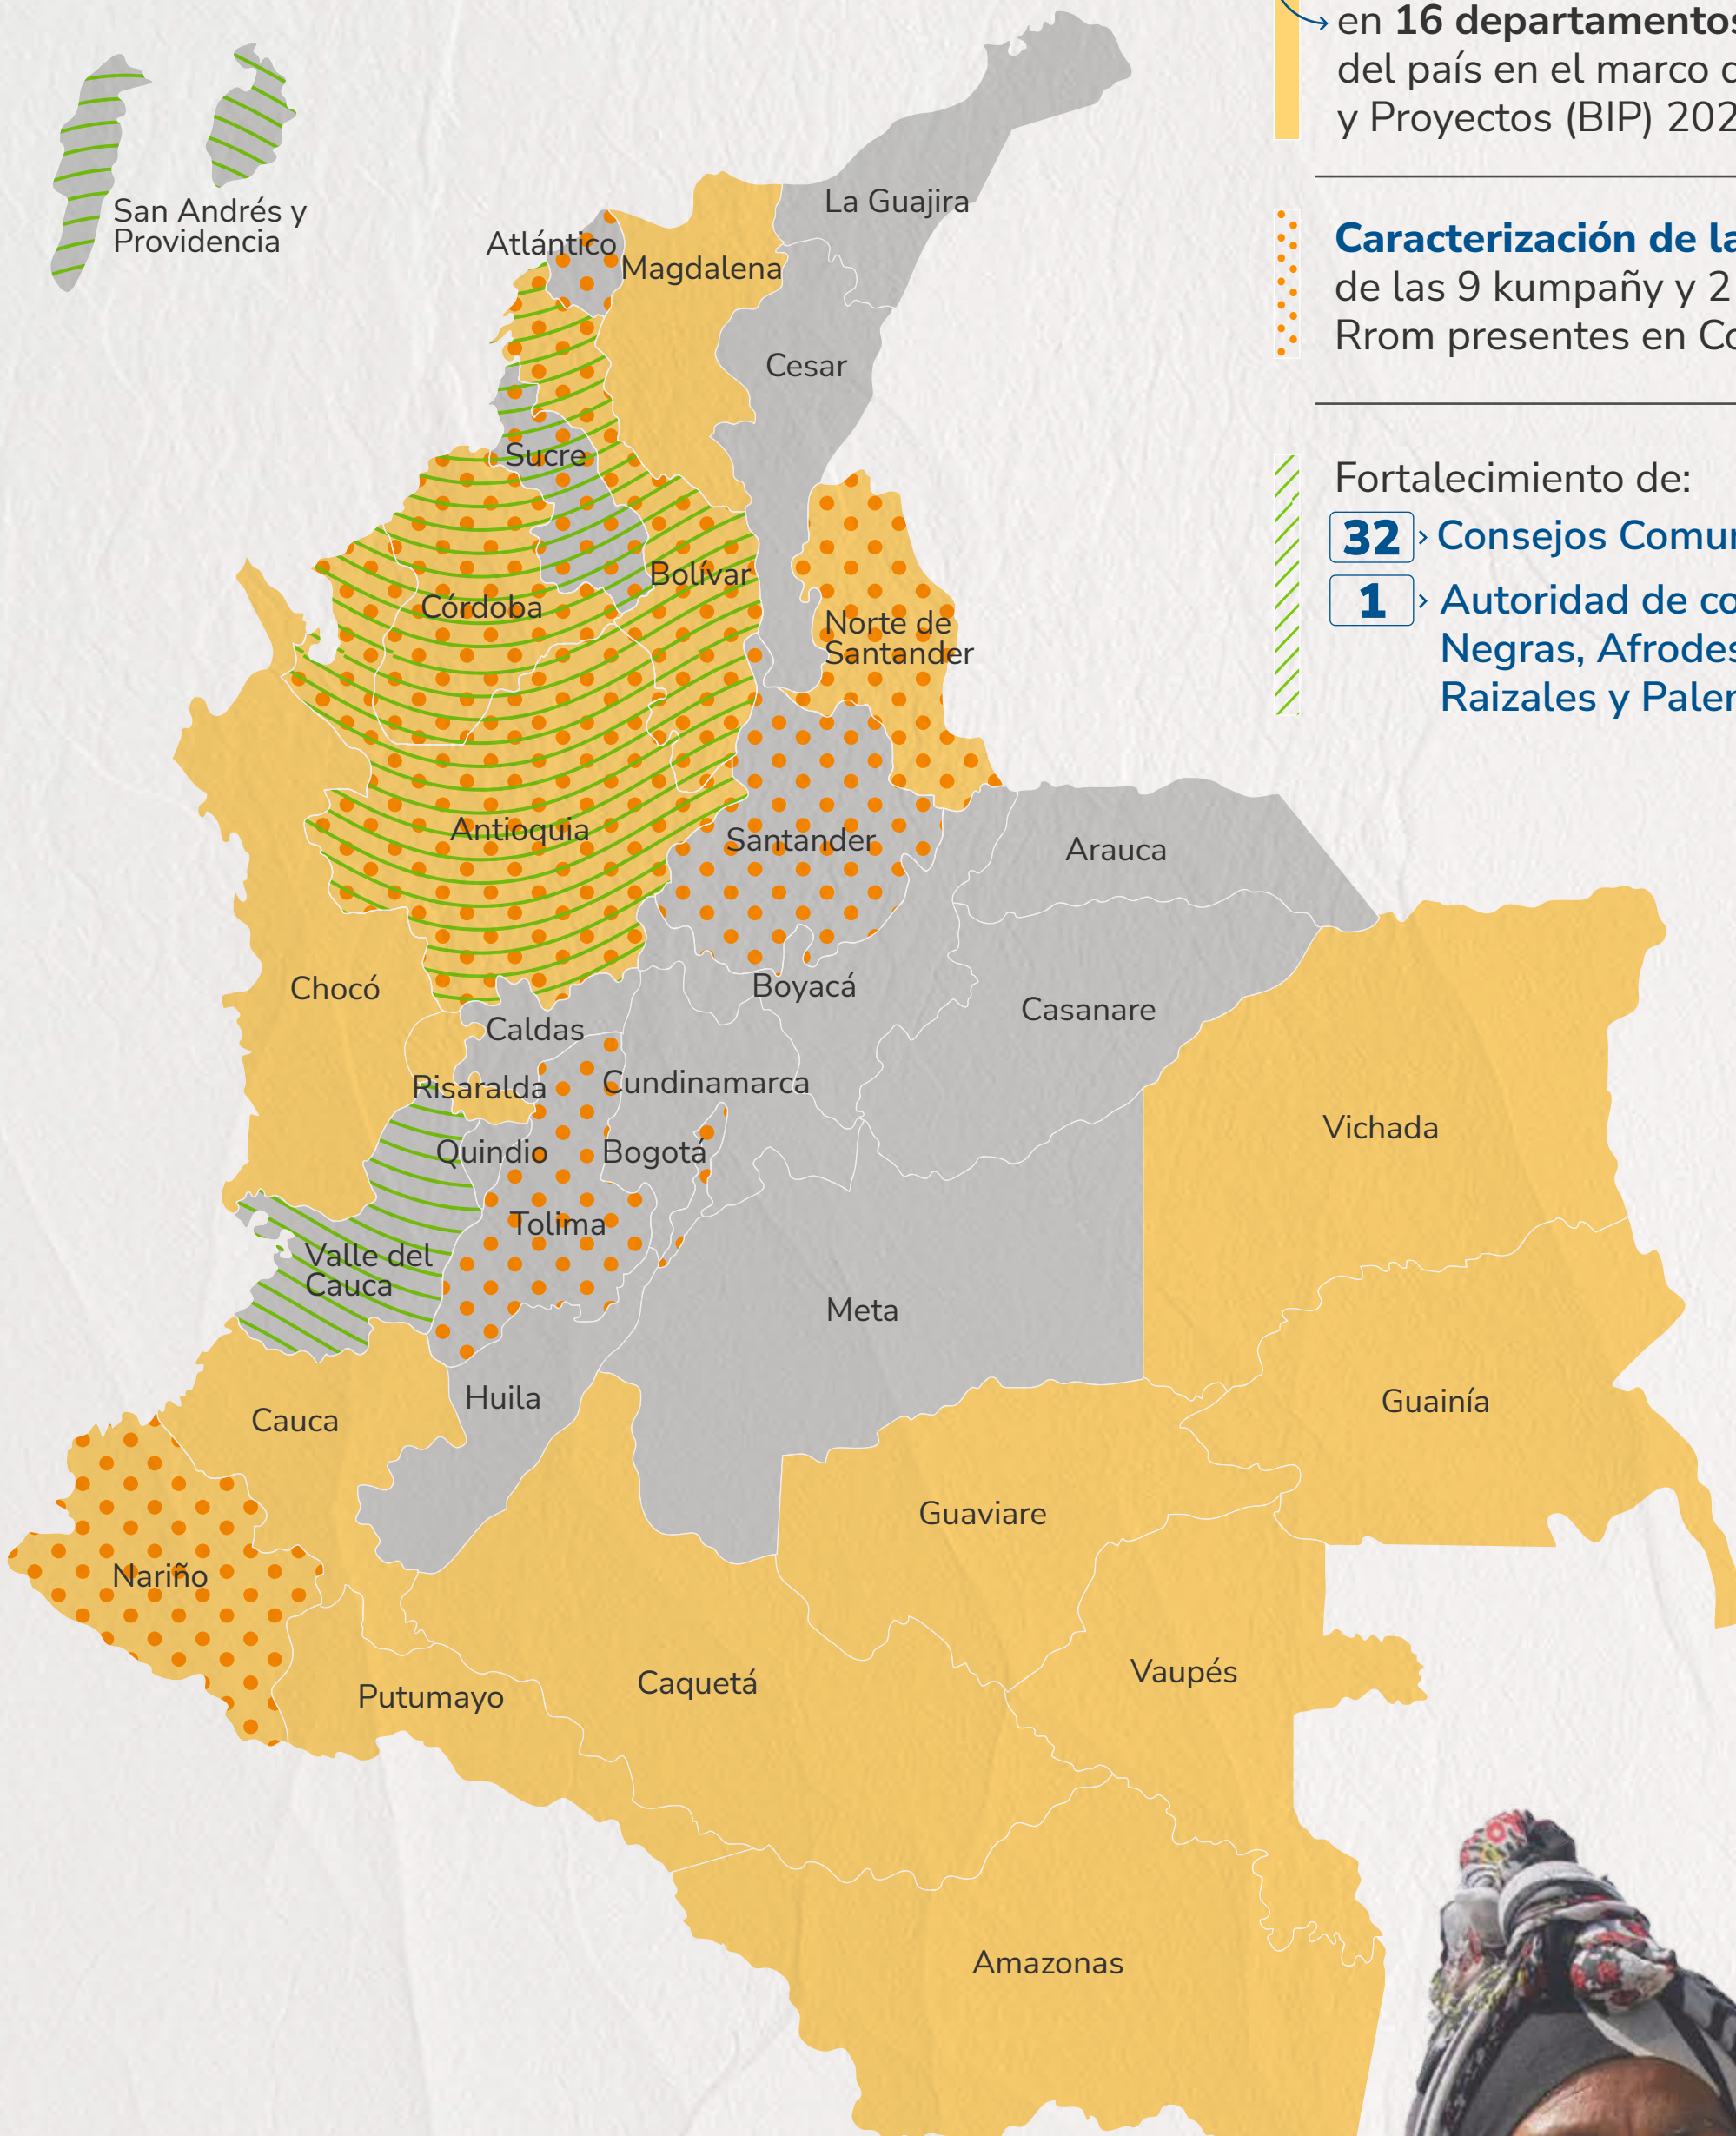 en 16 departamentos
del país en el marco d
y Proyectos (BIP) 202
Caracterización de la
de las 9 kumpañy y 2
Rrom presentes en Co
Fortalecimiento de:
32 › Consejos Comun
1 › Autoridad de co
Negras, Afrodes
Raizales y Palen
San Andrés y
Providencia
La Guajira
Atlántico
Magdalena
Cesar
Sucre
Bolívar
Córdoba
Norte de
Santander
Antioquia
Santander
Arauca
Chocó
Boyacá
Casanare
Caldas
Cundinamarca
Risaralda
Vichada
Quindio
Bogotá
Tolima
Valle del
Cauca
Meta
Huila
Cauca
Guainía
Guaviare
Nariño
Vaupés
Caquetá
Putumayo
Amazonas